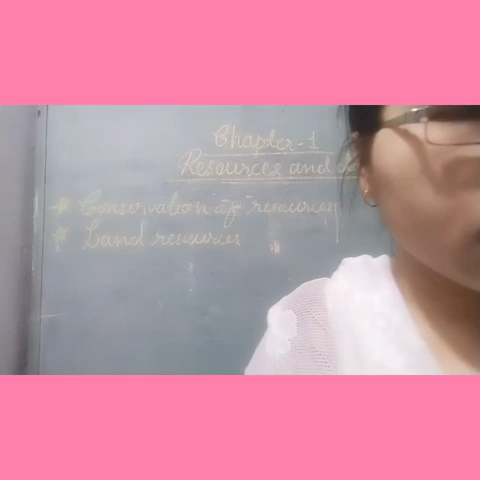 Chapter-1
Resources and
* Conservation of resources
* Land resources